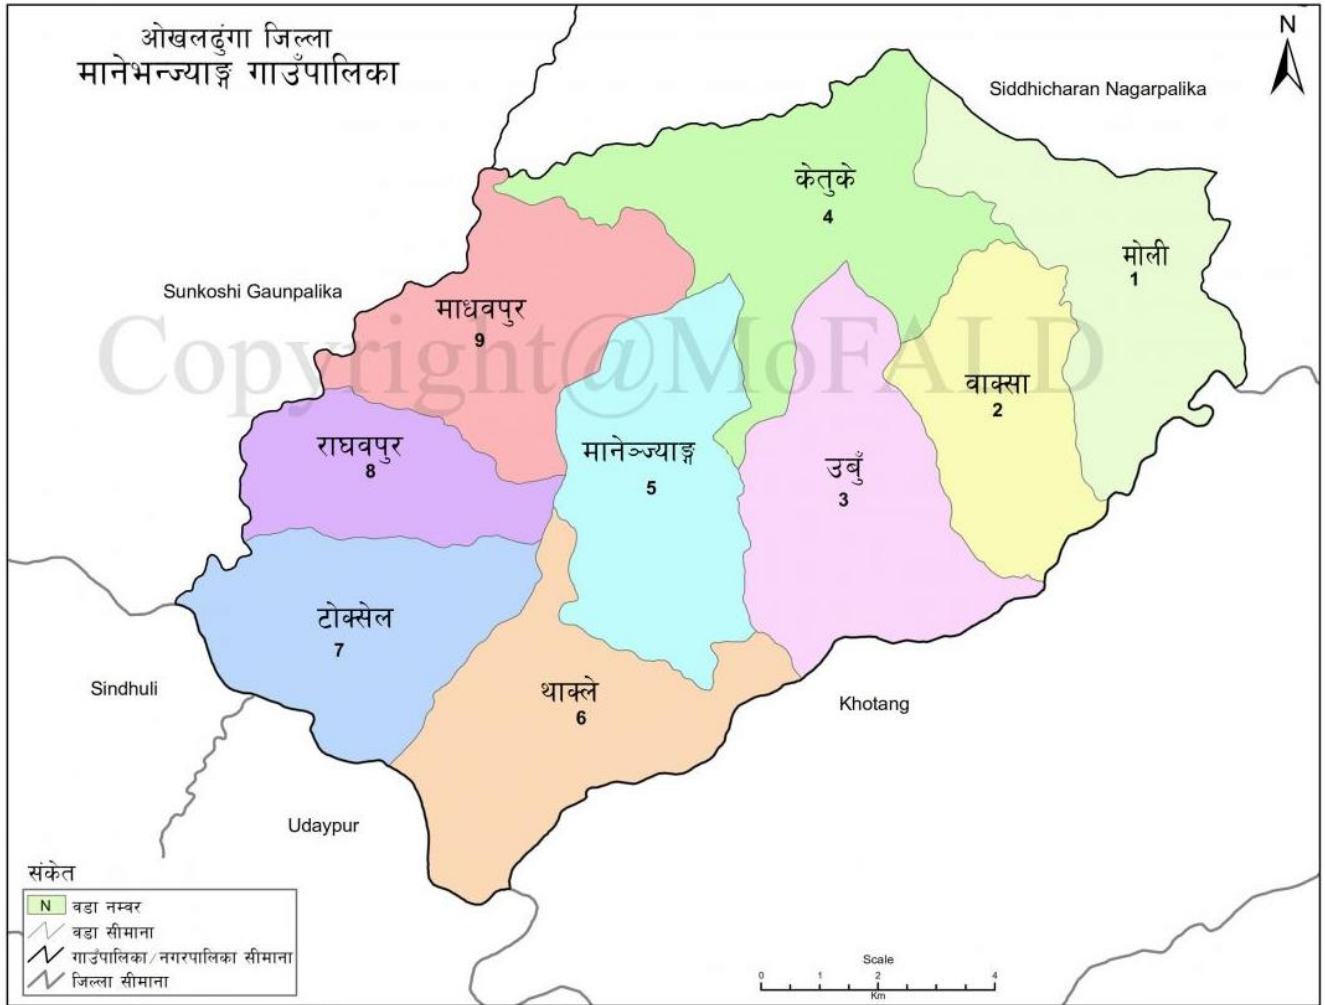 ओखलढुंगा जिल्ला
मानेभन्ज्याङ्ग गाउँपालिका
N
Siddhicharan Nagarpalika
केतुके
4
मोली
1
Sunkoshi Gaunpalika
माधवपुर
9
Copyright@MoFALD
वाक्सा
2
राघवपुर
8
मानेञ्ज्याङ्ग
5
उबुँ
3
टोक्सेल
7
Sindhuli
थाक्ले
6
Khotang
Udaypur
संकेत
N वडा नम्वर
वडा सीमाना
गाउँपालिका/नगरपालिका सीमाना
जिल्ला सीमाना
Scale
0 1 2 4
Km